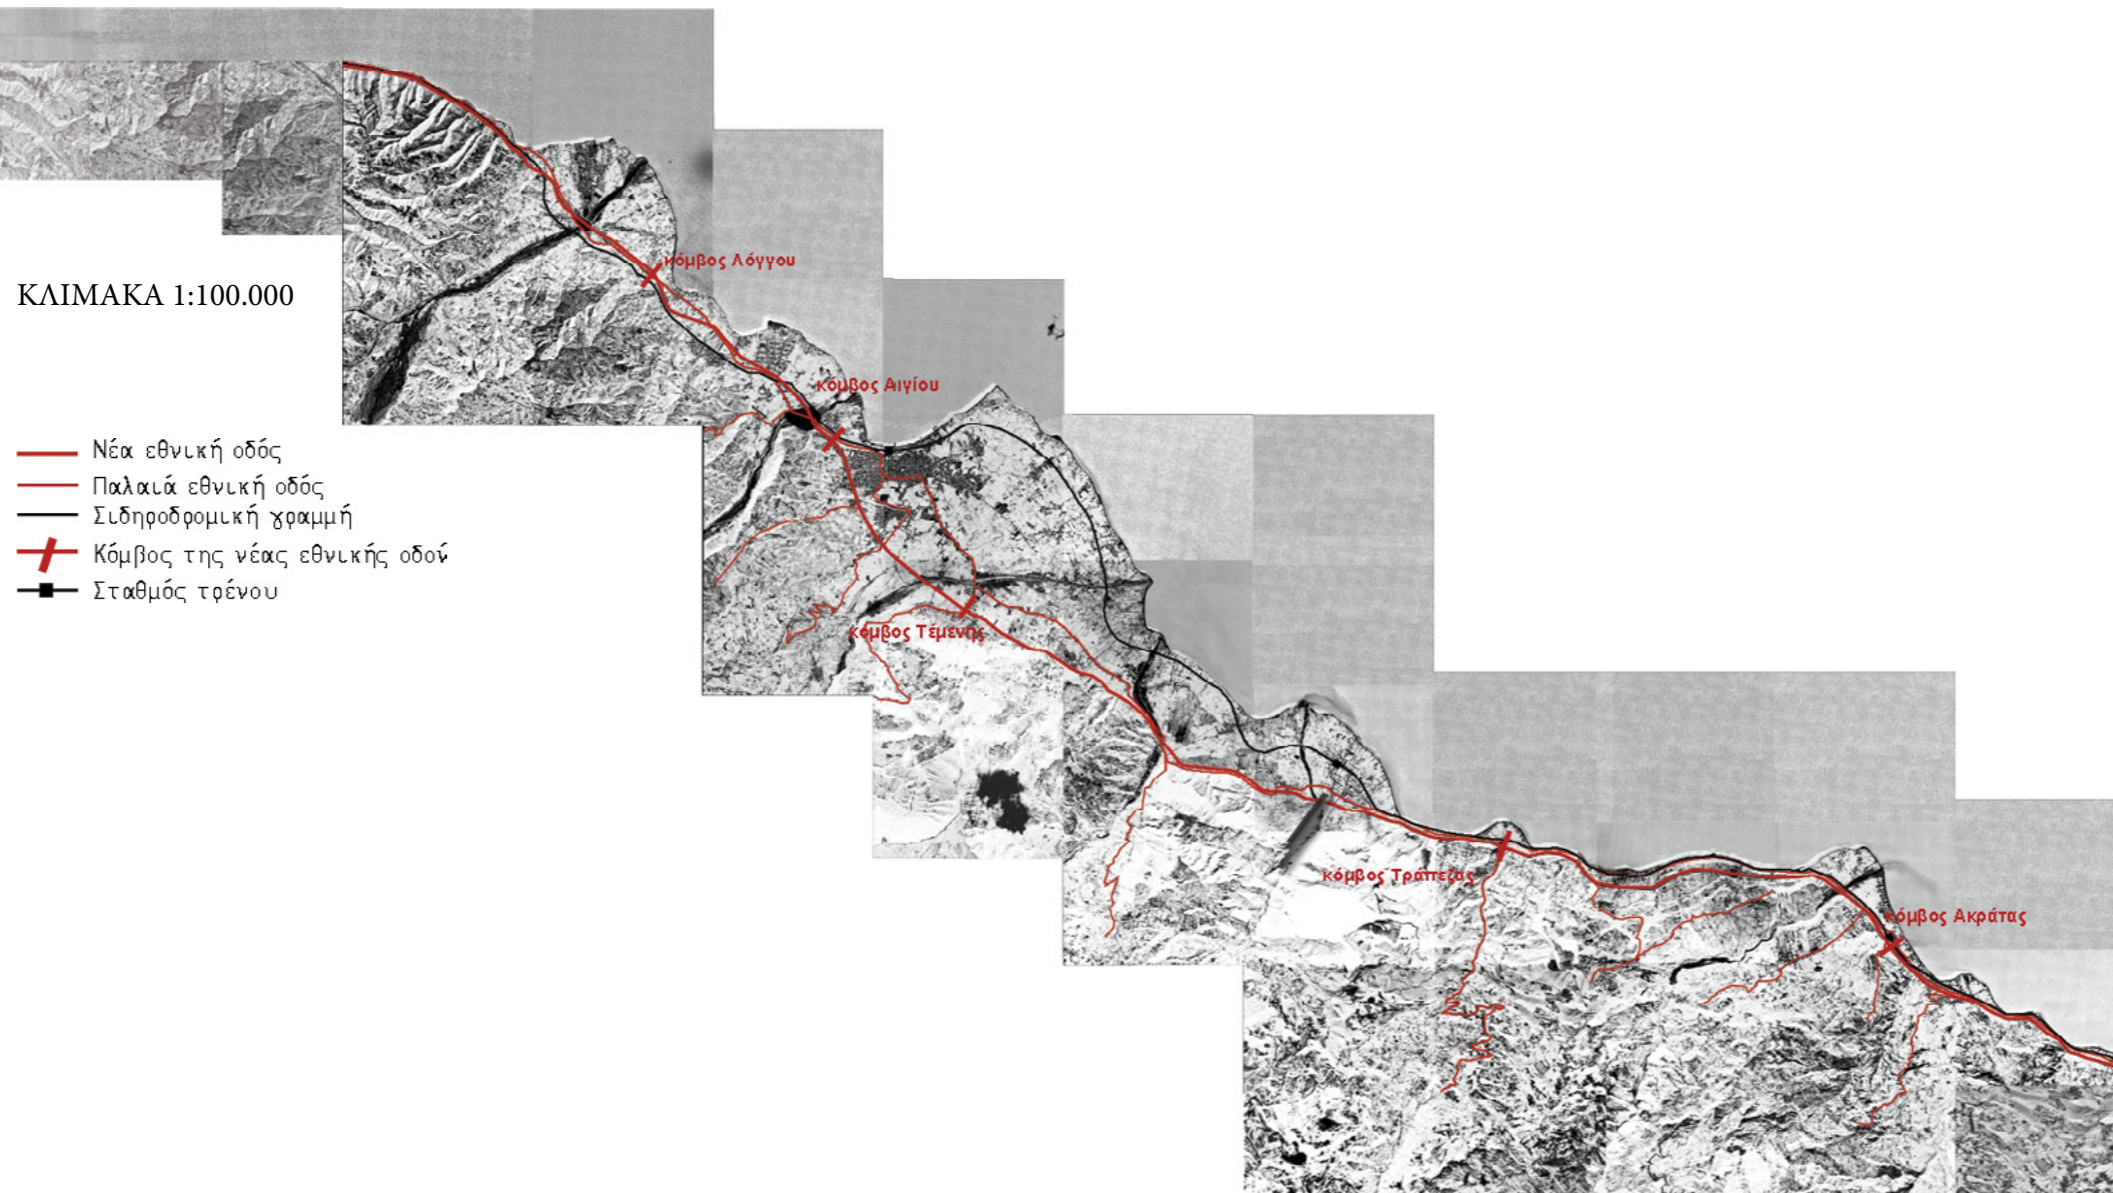 κόμβος Λόγγου
ΚΛΙΜΑΚΑ 1:100.000
κόμβος Αιγίου
Νέα εθνική οδός
Παλαιά εθνική οδός
Σιδηροδρομική γραμμή
Κόμβος της νέας εθνικής οδού
Σταθμός τρένου
κόμβος Τέμενης
κόμβος Τράπεζας
κόμβος Ακράτας